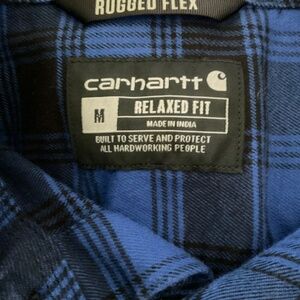 RUGGED FLEX
carhartt
M
RELAXED FIT
MADE IN INDIA
BUILT TO SERVE AND PROTECT
ALL HARDWORKING PEOPLE